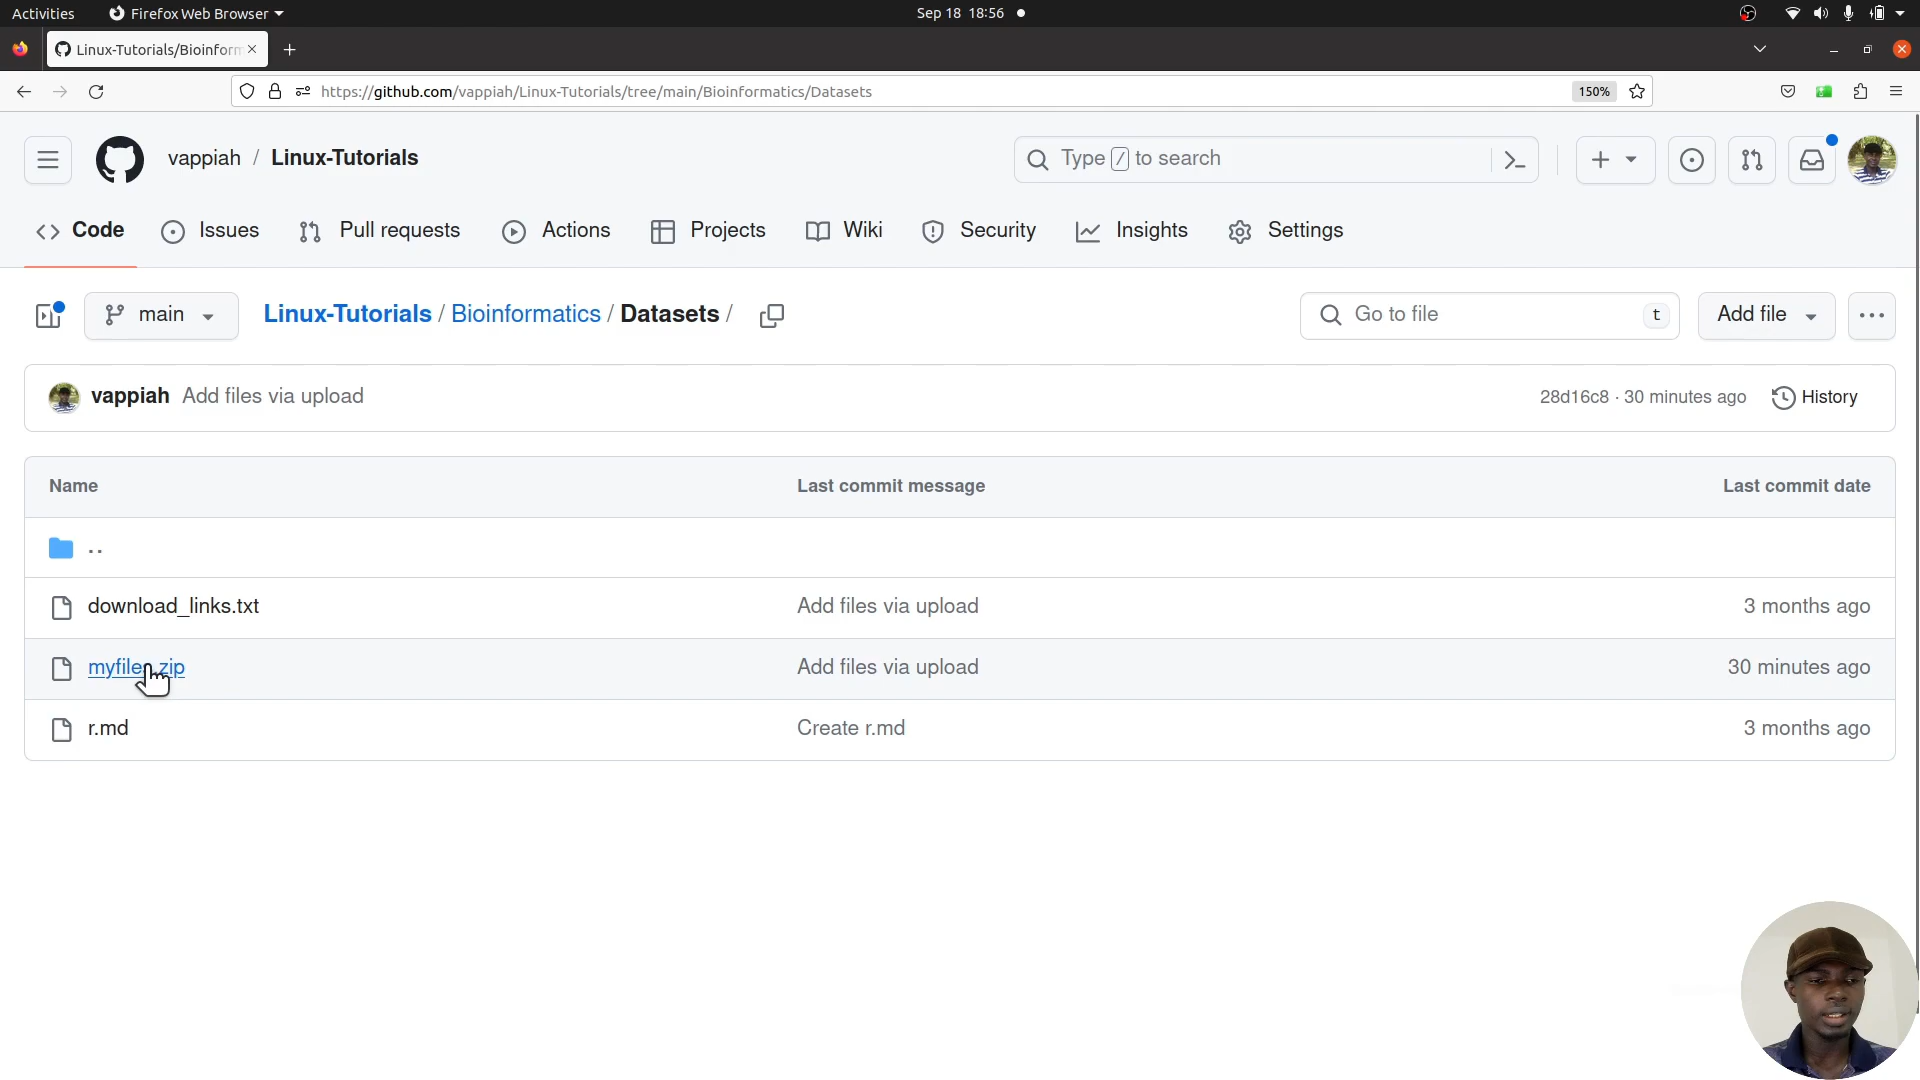 Activities Firefox Web Browser Sep 18 18:56
Linux-Tutorials/Bioinform
https://github.com/vappiah/Linux-Tutorials/tree/main/Bioinformatics/Datasets 150%
vappiah / Linux-Tutorials Type / to search
Code Issues Pull requests Actions Projects Wiki Security Insights Settings
main Linux-Tutorials / Bioinformatics / Datasets / Go to file t Add file
vappiah Add files via upload 28d16c8 · 30 minutes ago History
Name Last commit message Last commit date
..
download_links.txt Add files via upload 3 months ago
myfiles.zip Add files via upload 30 minutes ago
r.md Create r.md 3 months ago